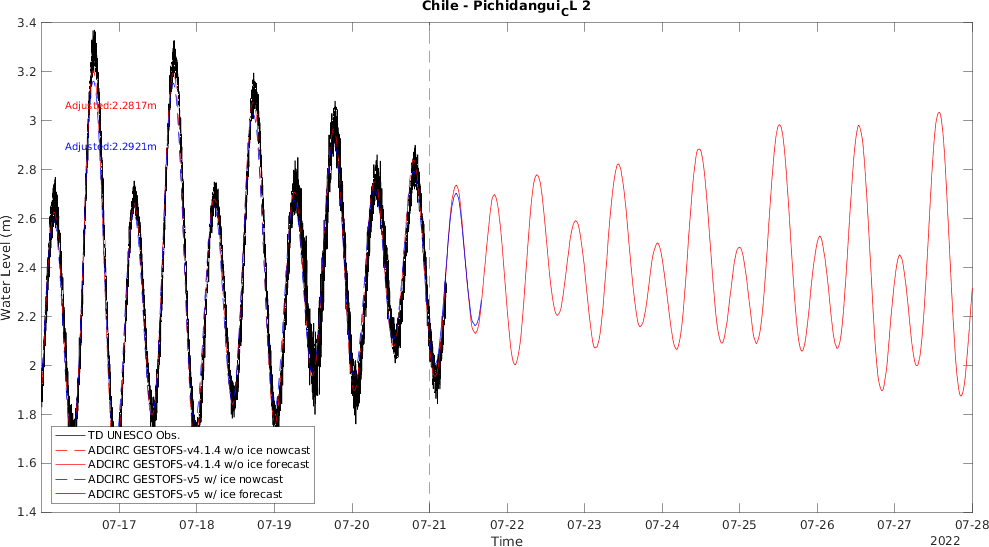 Chile - Pichidangui_CL 2
3.4
3.2
3
2.8
2.6
2.4
2.2
2
1.8
1.6
1.4
Water Level (m)
Adjusted:2.2817m
Adjusted:2.2921m
TD UNESCO Obs.
ADCIRC GESTOFS-v4.1.4 w/o ice nowcast
ADCIRC GESTOFS-v4.1.4 w/o ice forecast
ADCIRC GESTOFS-v5 w/ ice nowcast
ADCIRC GESTOFS-v5 w/ ice forecast
07-17 07-18 07-19 07-20 07-21 07-22 07-23 07-24 07-25 07-26 07-27 07-28
Time
2022